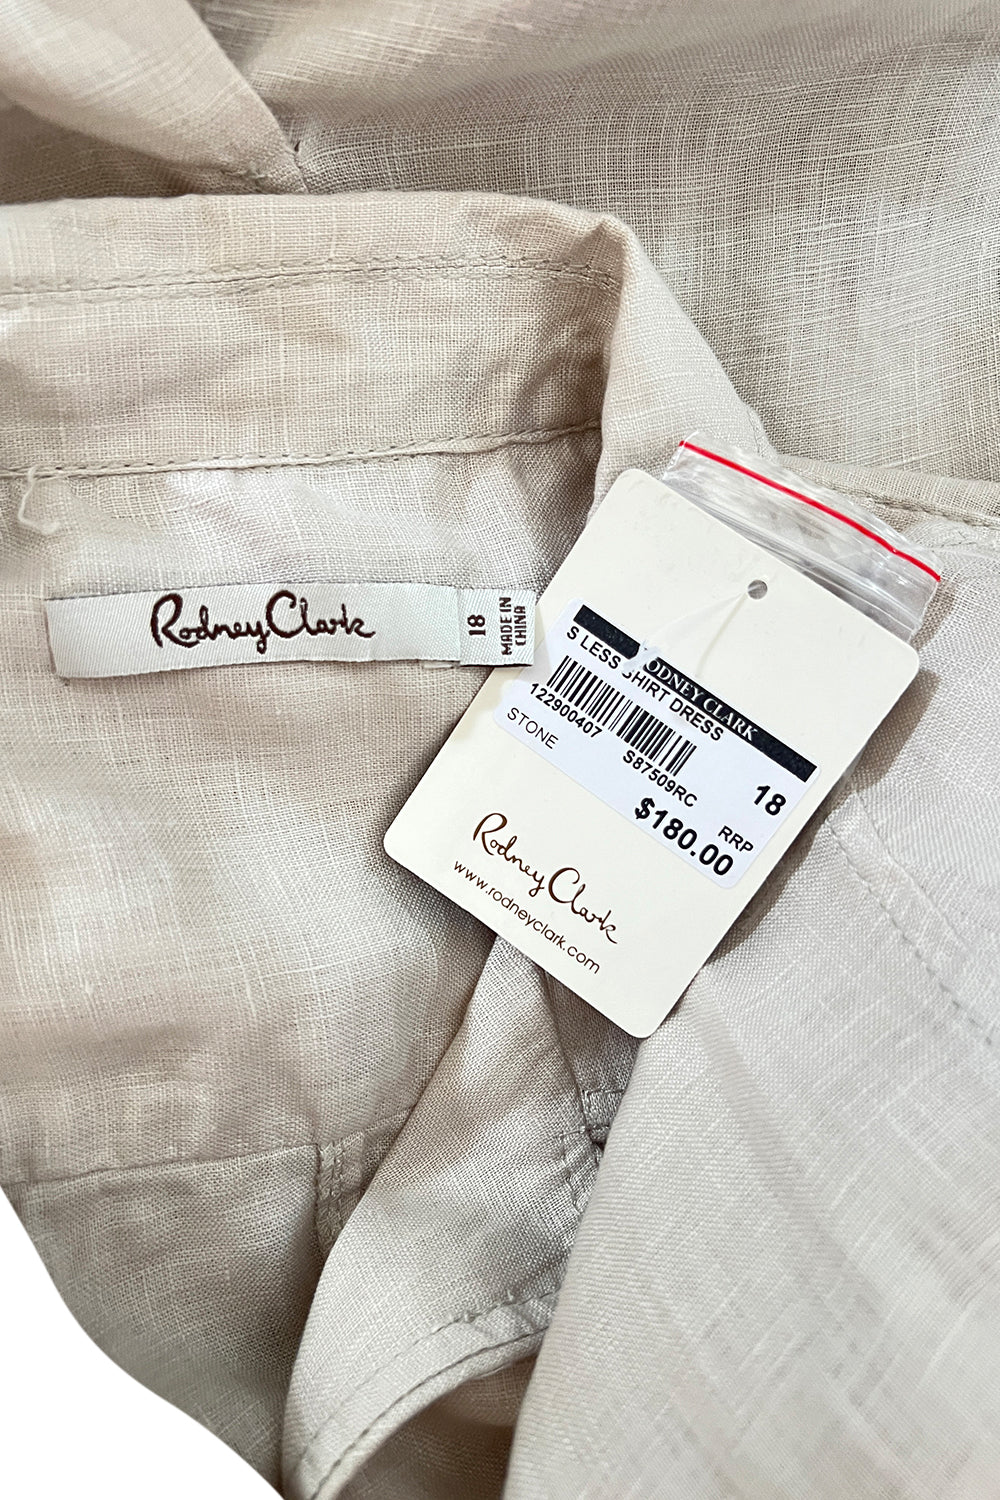 Rodney Clark
18
MADE IN
CHINA
RODNEY CLARK
S LESS SHIRT DRESS
122900407
S87509RC
STONE
18
RRP
$180.00
Rodney Clark
www.rodneyclark.com